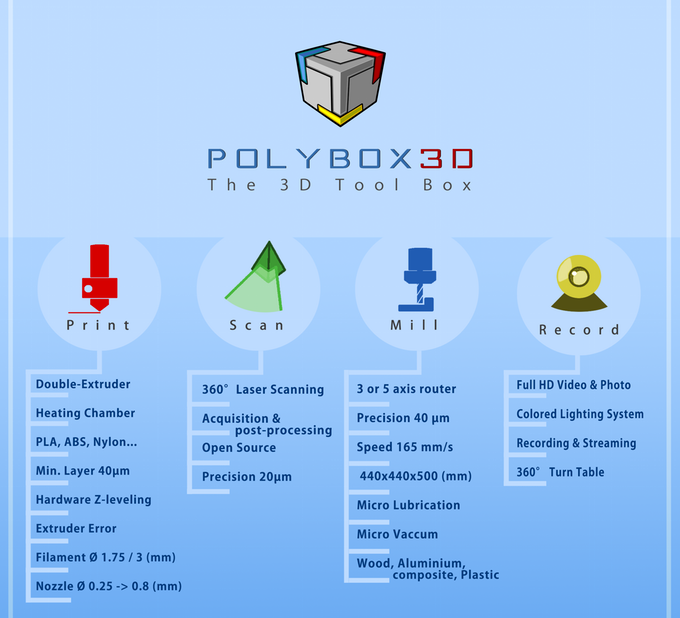 POLYBOX3D
The 3D Tool Box
Print
Double-Extruder
Heating Chamber
PLA, ABS, Nylon...
Min. Layer 40µm
Hardware Z-leveling
Extruder Error
Filament Ø 1.75 / 3 (mm)
Nozzle Ø 0.25 -> 0.8 (mm)
Scan
360° Laser Scanning
Acquisition &
post-processing
Open Source
Precision 20µm
Mill
3 or 5 axis router
Precision 40 µm
Speed 165 mm/s
440x440x500 (mm)
Micro Lubrication
Micro Vaccum
Wood, Aluminium,
composite, Plastic
Record
Full HD Video & Photo
Colored Lighting System
Recording & Streaming
360° Turn Table